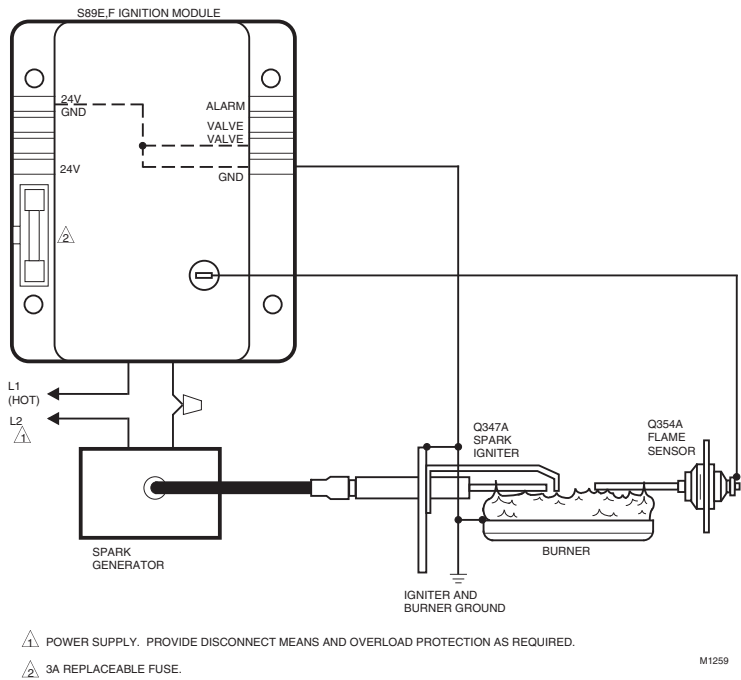 S89E,F IGNITION MODULE
24V
GND
ALARM
VALVE
VALVE
24V
GND
2
L1
(HOT)
L2
1
Q347A
SPARK
IGNITER
Q354A
FLAME
SENSOR
SPARK
GENERATOR
BURNER
IGNITER AND
BURNER GROUND
1 POWER SUPPLY. PROVIDE DISCONNECT MEANS AND OVERLOAD PROTECTION AS REQUIRED.
2 3A REPLACEABLE FUSE.
M1259